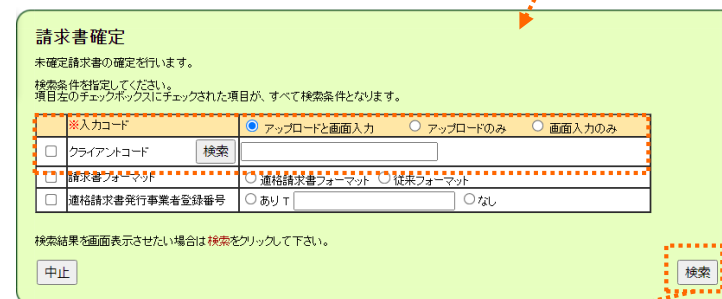 請求書確定
未確定請求書の確定を行います。
検索条件を指定してください。
項目左のチェックボックスにチェックされた項目が、すべて検索条件となります。
※入力コード アップロードと画面入力 アップロードのみ 画面入力のみ
クライアントコード 検索
請求書フォーマット 適格請求書フォーマット 従来フォーマット
適格請求書発行事業者登録番号 あり T なし
検索結果を画面表示させたい場合は検索をクリックして下さい。
中止 検索